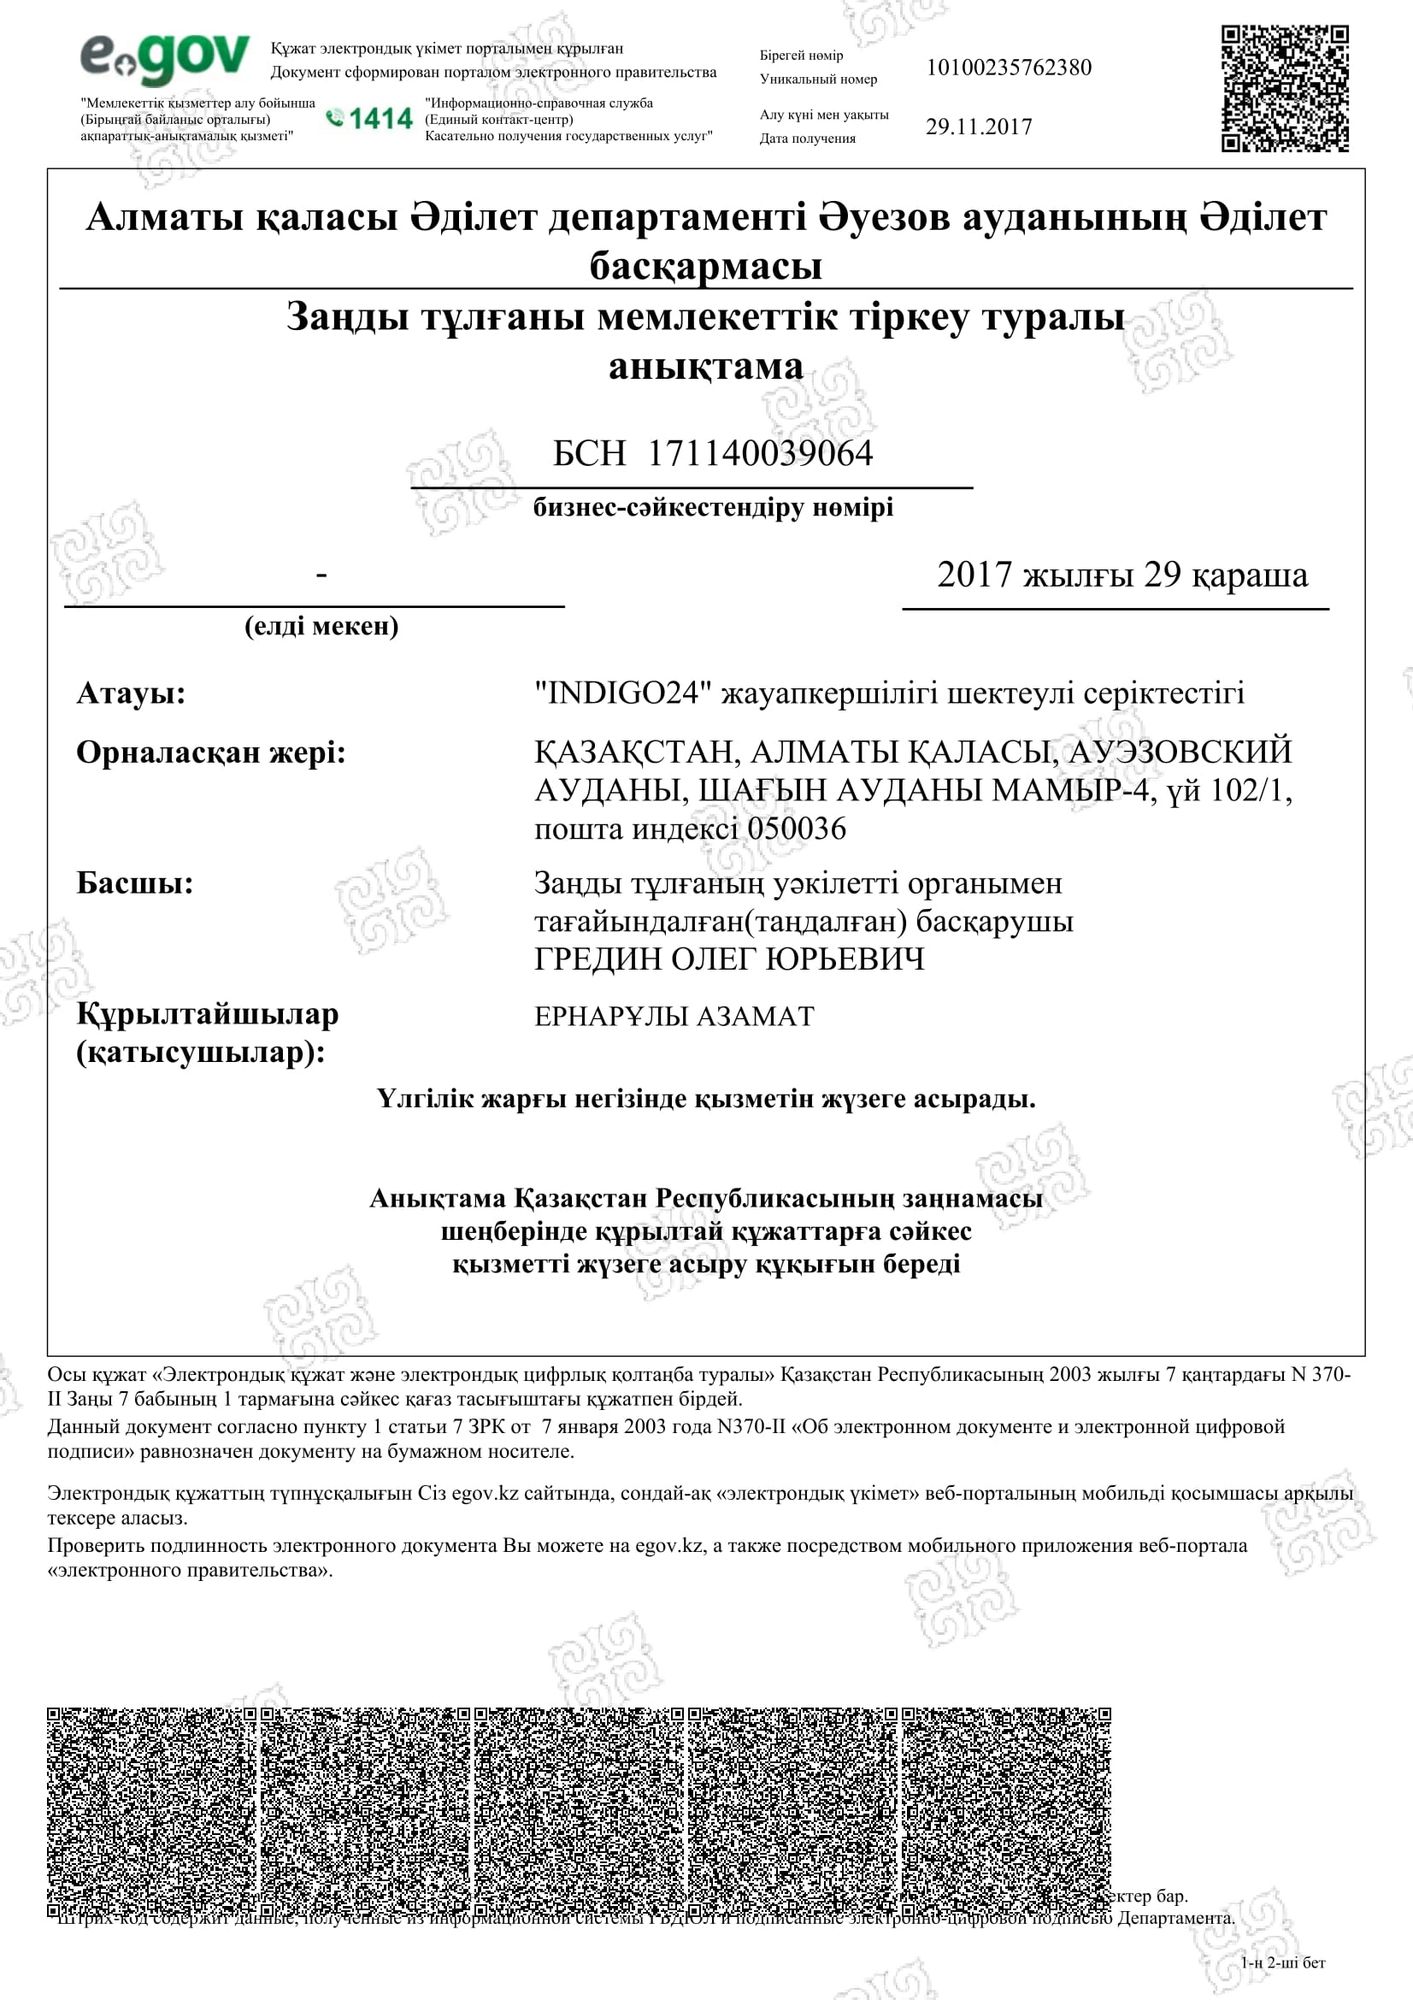 e.gov
Құжат электрондық үкімет порталымен құрылған
Документ сформирован порталом электронного правительства
"Мемлекеттік қызметтер алу бойынша
(Бірыңғай байланыс орталығы)
ақпараттық-анықтамалық қызметі"
1414
"Информационно-справочная служба
(Единый контакт-центр)
Касательно получения государственных услуг"
Бірегей нөмір
Уникальный номер
10100235762380
Алу күні мен уақыты
Дата получения
29.11.2017
Алматы қаласы Әділет департаменті Әуезов ауданының Әділет
басқармасы
Заңды тұлғаны мемлекеттік тіркеу туралы
анықтама
БСН 171140039064
бизнес-сәйкестендіру нөмірі
-
(елді мекен)
2017 жылғы 29 қараша
Атауы:
"INDIGO24" жауапкершілігі шектеулі серіктестігі
Орналасқан жері:
ҚАЗАҚСТАН, АЛМАТЫ ҚАЛАСЫ, АУЭЗОВСКИЙ
АУДАНЫ, ШАҒЫН АУДАНЫ МАМЫР-4, үй 102/1,
пошта индексі 050036
Басшы:
Заңды тұлғаның уәкілетті органымен
тағайындалған(таңдалған) басқарушы
ГРЕДИН ОЛЕГ ЮРЬЕВИЧ
Құрылтайшылар
(қатысушылар):
ЕРНАРҰЛЫ АЗАМАТ
Үлгілік жарғы негізінде қызметін жүзеге асырады.
Анықтама Қазақстан Республикасының заңнамасы
шеңберінде құрылтай құжаттарға сәйкес
қызметті жүзеге асыру құқығын береді
Осы құжат «Электрондық құжат және электрондық цифрлық қолтаңба туралы» Қазақстан Республикасының 2003 жылғы 7 қаңтардағы N 370-
II Заңы 7 бабының 1 тармағына сәйкес қағаз тасығыштағы құжатпен бірдей.
Данный документ согласно пункту 1 статьи 7 ЗРК от 7 января 2003 года N370-II «Об электронном документе и электронной цифровой
подписи» равнозначен документу на бумажном носителе.
Электрондық құжаттың түпнұсқалығын Сіз egov.kz сайтында, сондай-ақ «электрондық үкімет» веб-порталының мобильді қосымшасы арқылы
тексере аласыз.
Проверить подлинность электронного документа Вы можете на egov.kz, а также посредством мобильного приложения веб-портала
«электронного правительства».
бар.
*Штрих-код содержит данные, полученные из информационной системы ГБДЮЛ и подписанные электронно-цифровой подписью Департамента.
1-н 2-ші бет